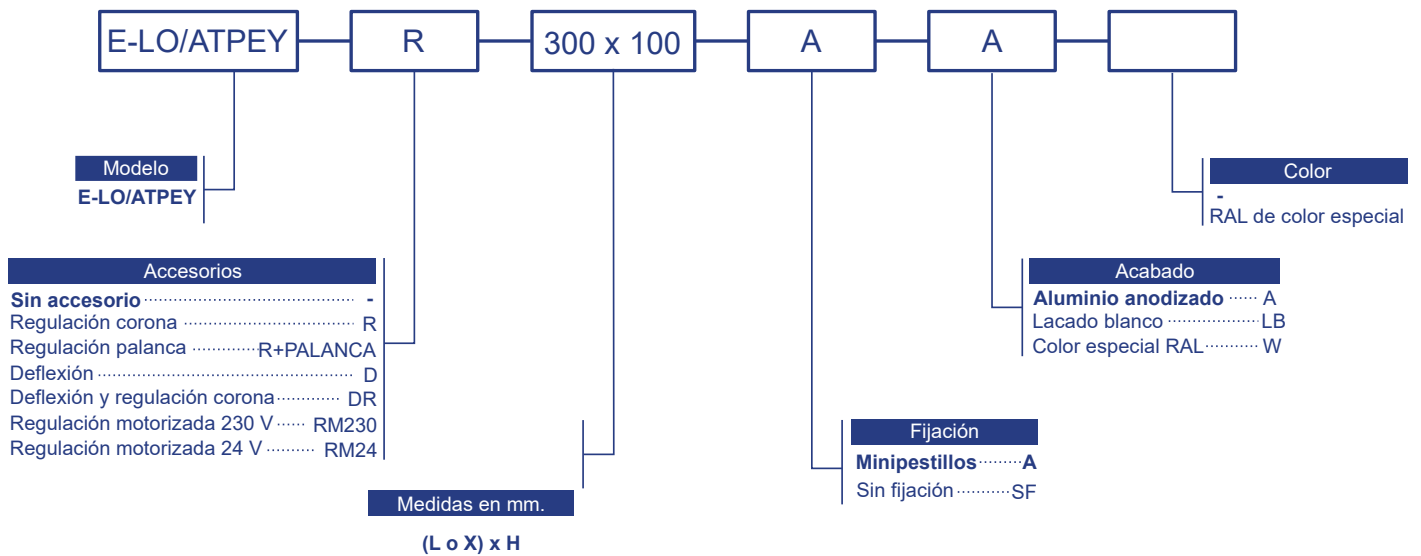 E-LO/ATPEY R 300 x 100 A A
Modelo
E-LO/ATPEY
Color
-
RAL de color especial
Accesorios
Sin accesorio -
Regulación corona R
Regulación palanca R+PALANCA
Deflexión D
Deflexión y regulación corona DR
Regulación motorizada 230 V RM230
Regulación motorizada 24 V RM24
Acabado
Aluminio anodizado A
Lacado blanco LB
Color especial RAL W
Fijación
Minipestillos A
Sin fijación SF
Medidas en mm.
(L o X) x H